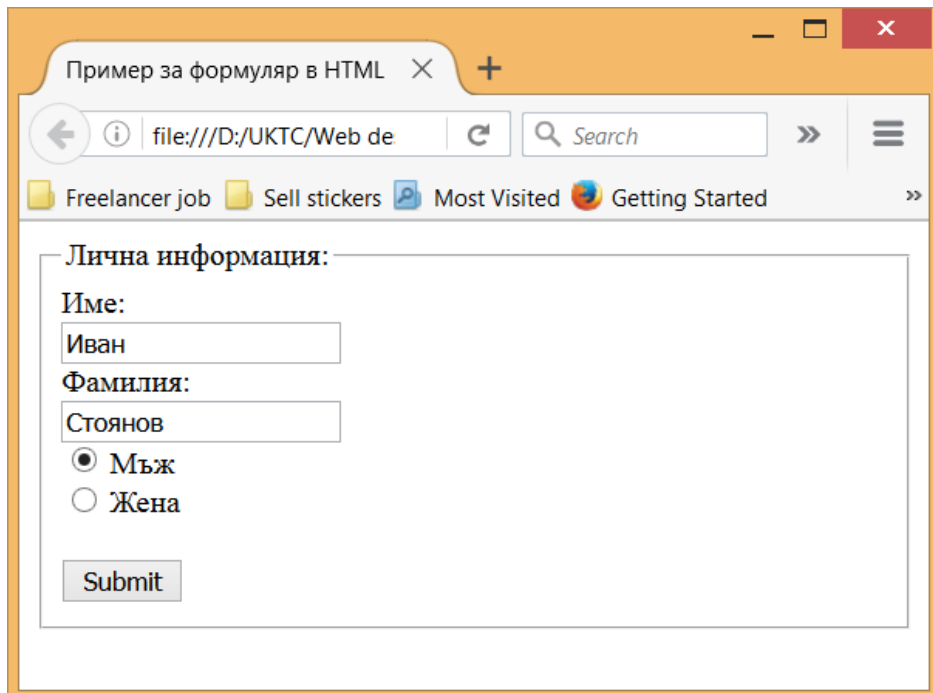 Пример за формуляр в HTML
file:///D:/UKTC/Web de
Search
Freelancer job Sell stickers Most Visited Getting Started
Лична информация:
Име:
Иван
Фамилия:
Стоянов
Мъж
Жена
Submit